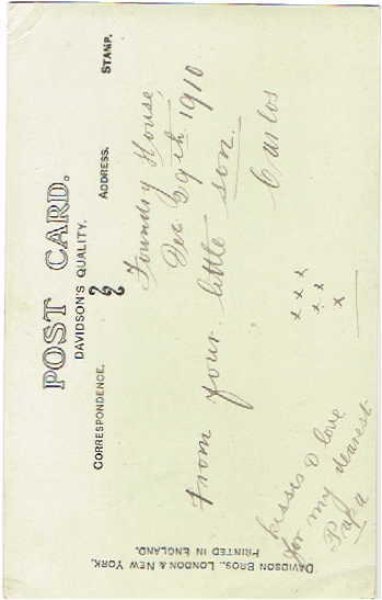 STAMP.
POST CARD.
DAVIDSON'S QUALITY.
CORRESPONDENCE.
ADDRESS.
Foundry House,
Dec 29th 1910
from your little son.
Carlos
x x x
x x
x
kisses & love
for my dearest
Papa
DAVIDSON BROS., LONDON & NEW YORK,
PRINTED IN ENGLAND.